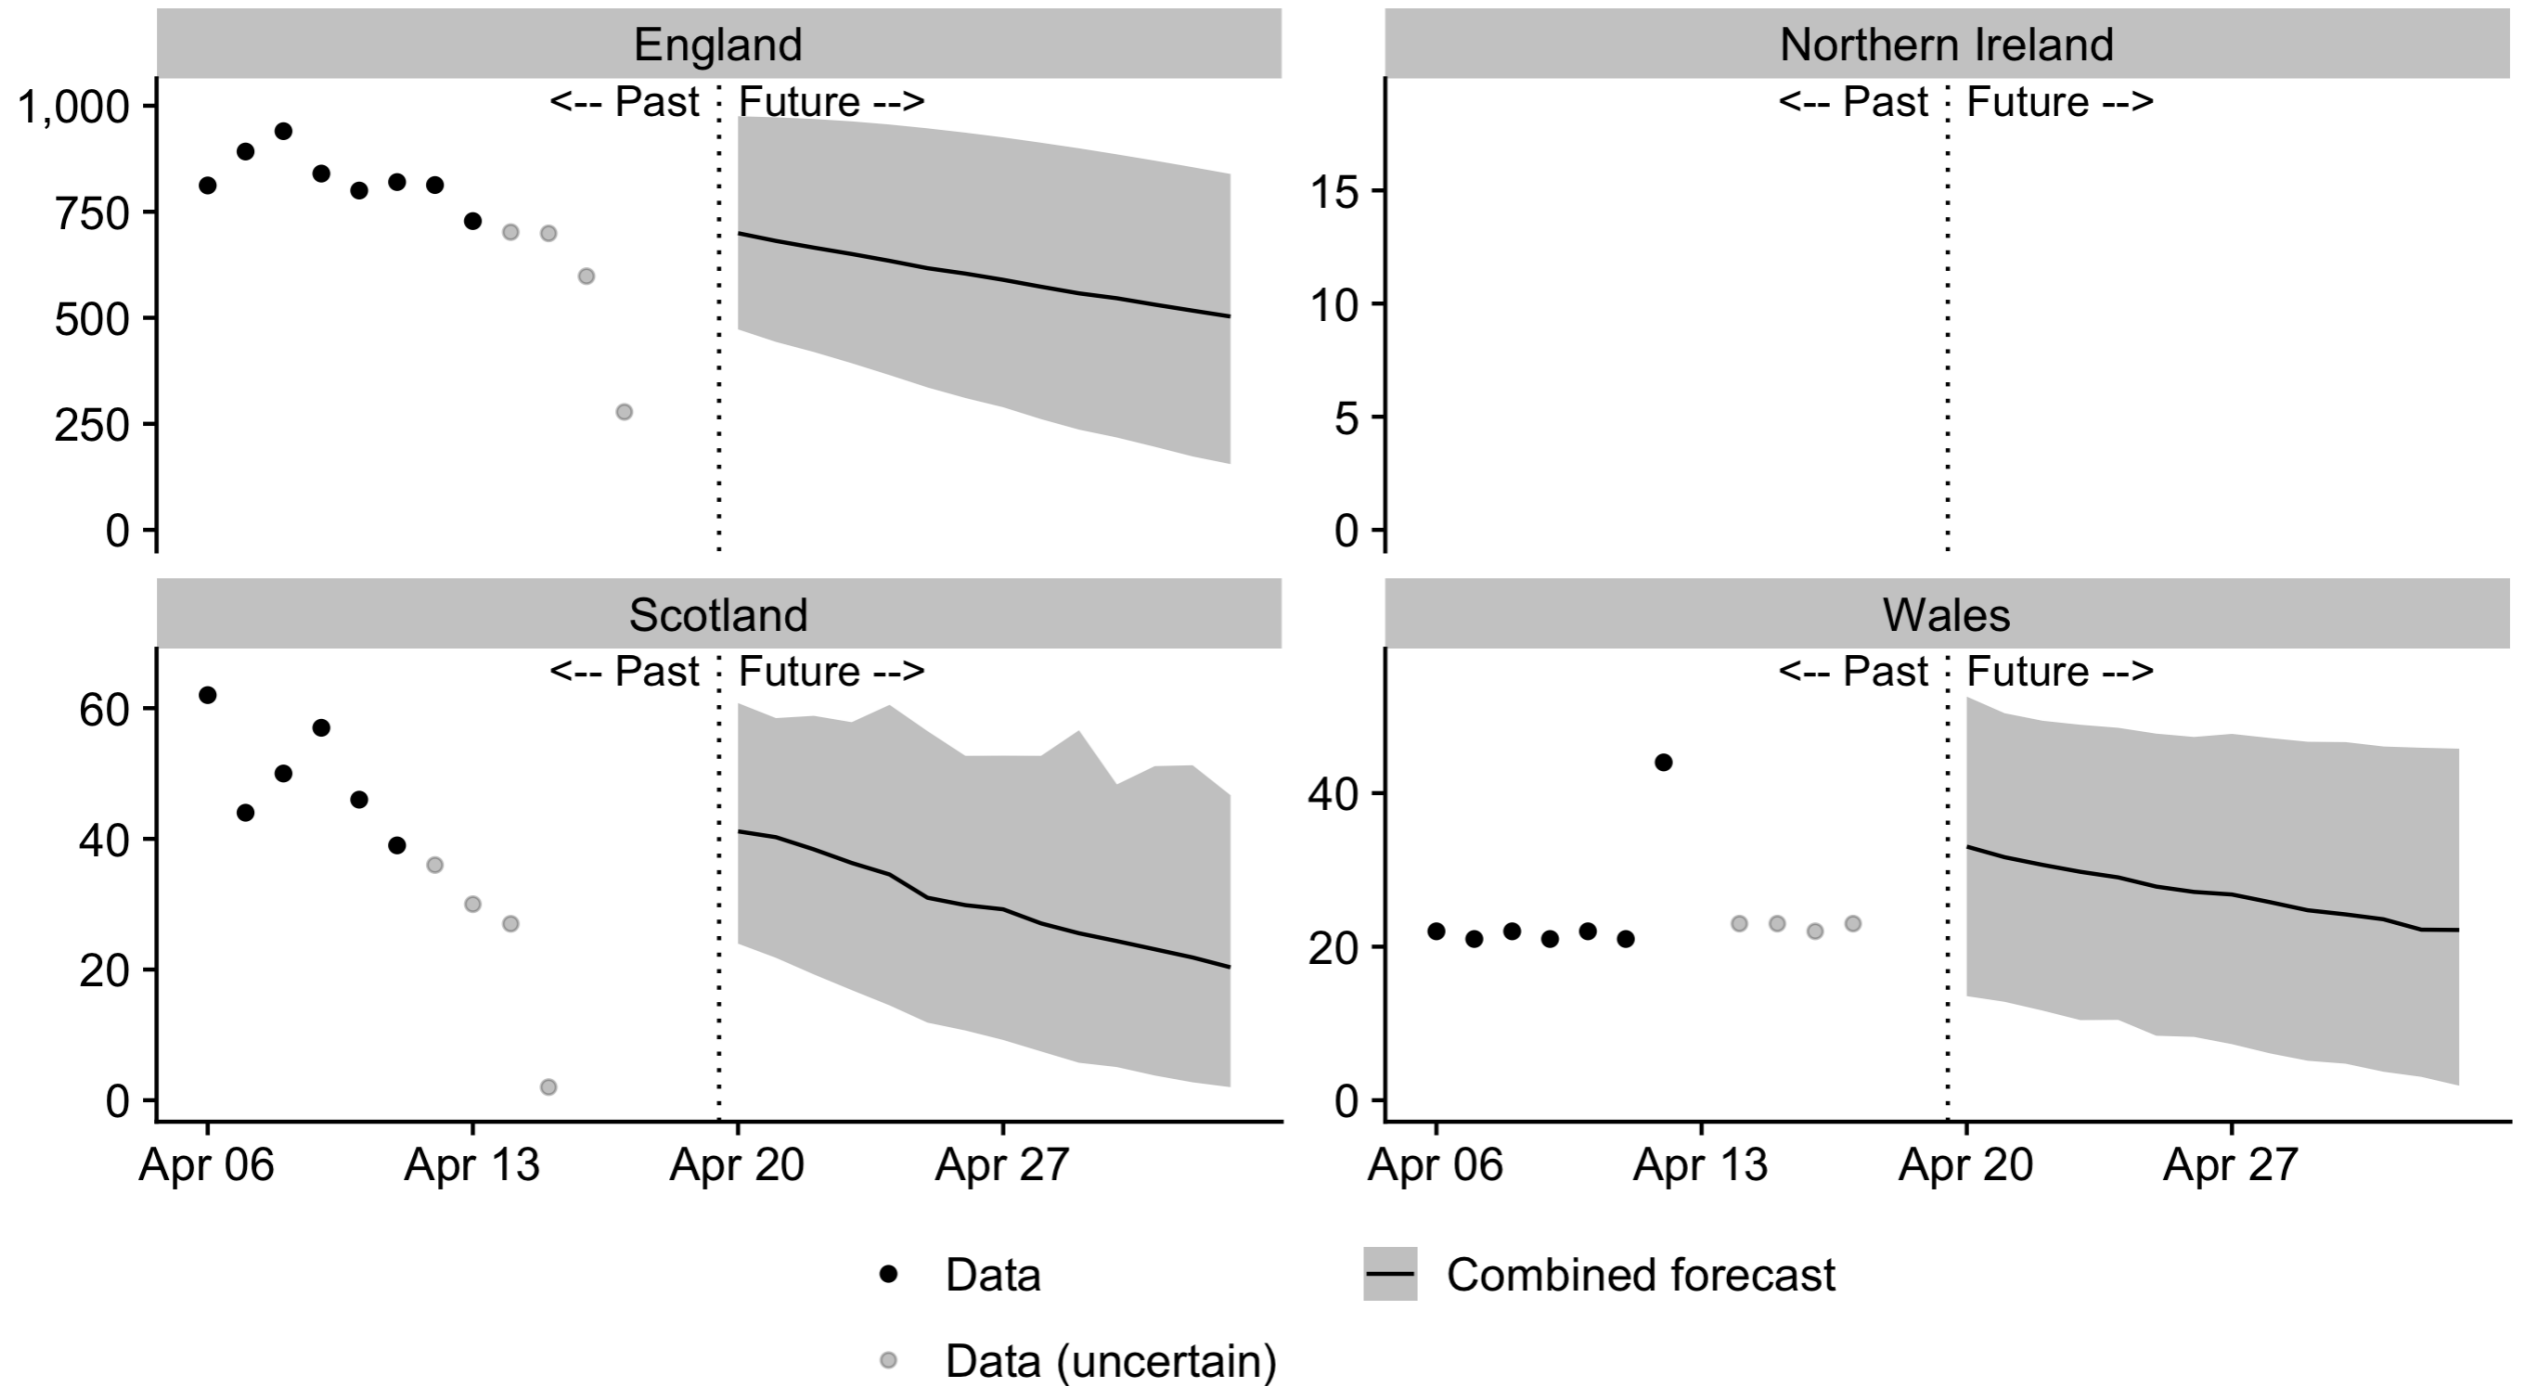 England
<-- Past Future -->
1,000
750
500
250
0
Northern Ireland
<-- Past Future -->
15
10
5
0
Scotland
<-- Past Future -->
60
40
20
0
Apr 06 Apr 13 Apr 20 Apr 27
Wales
<-- Past Future -->
40
20
0
Apr 06 Apr 13 Apr 20 Apr 27
Data
Combined forecast
Data (uncertain)